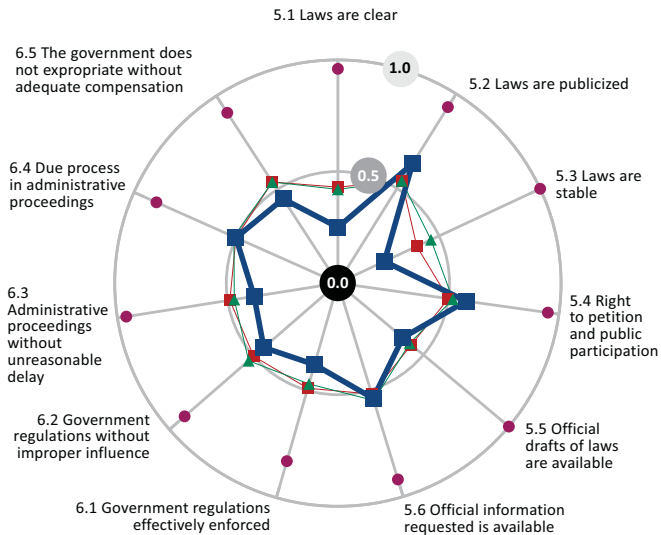 5.1 Laws are clear
6.5 The government does
not expropriate without
adequate compensation
1.0
5.2 Laws are publicized
6.4 Due process
in administrative
proceedings
0.5
5.3 Laws are
stable
0.0
6.3
Administrative
proceedings
without
unreasonable
delay
5.4 Right
to petition
and public
participation
6.2 Government
regulations without
improper influence
5.5 Official
drafts of laws
are available
6.1 Government regulations
effectively enforced
5.6 Official information
requested is available